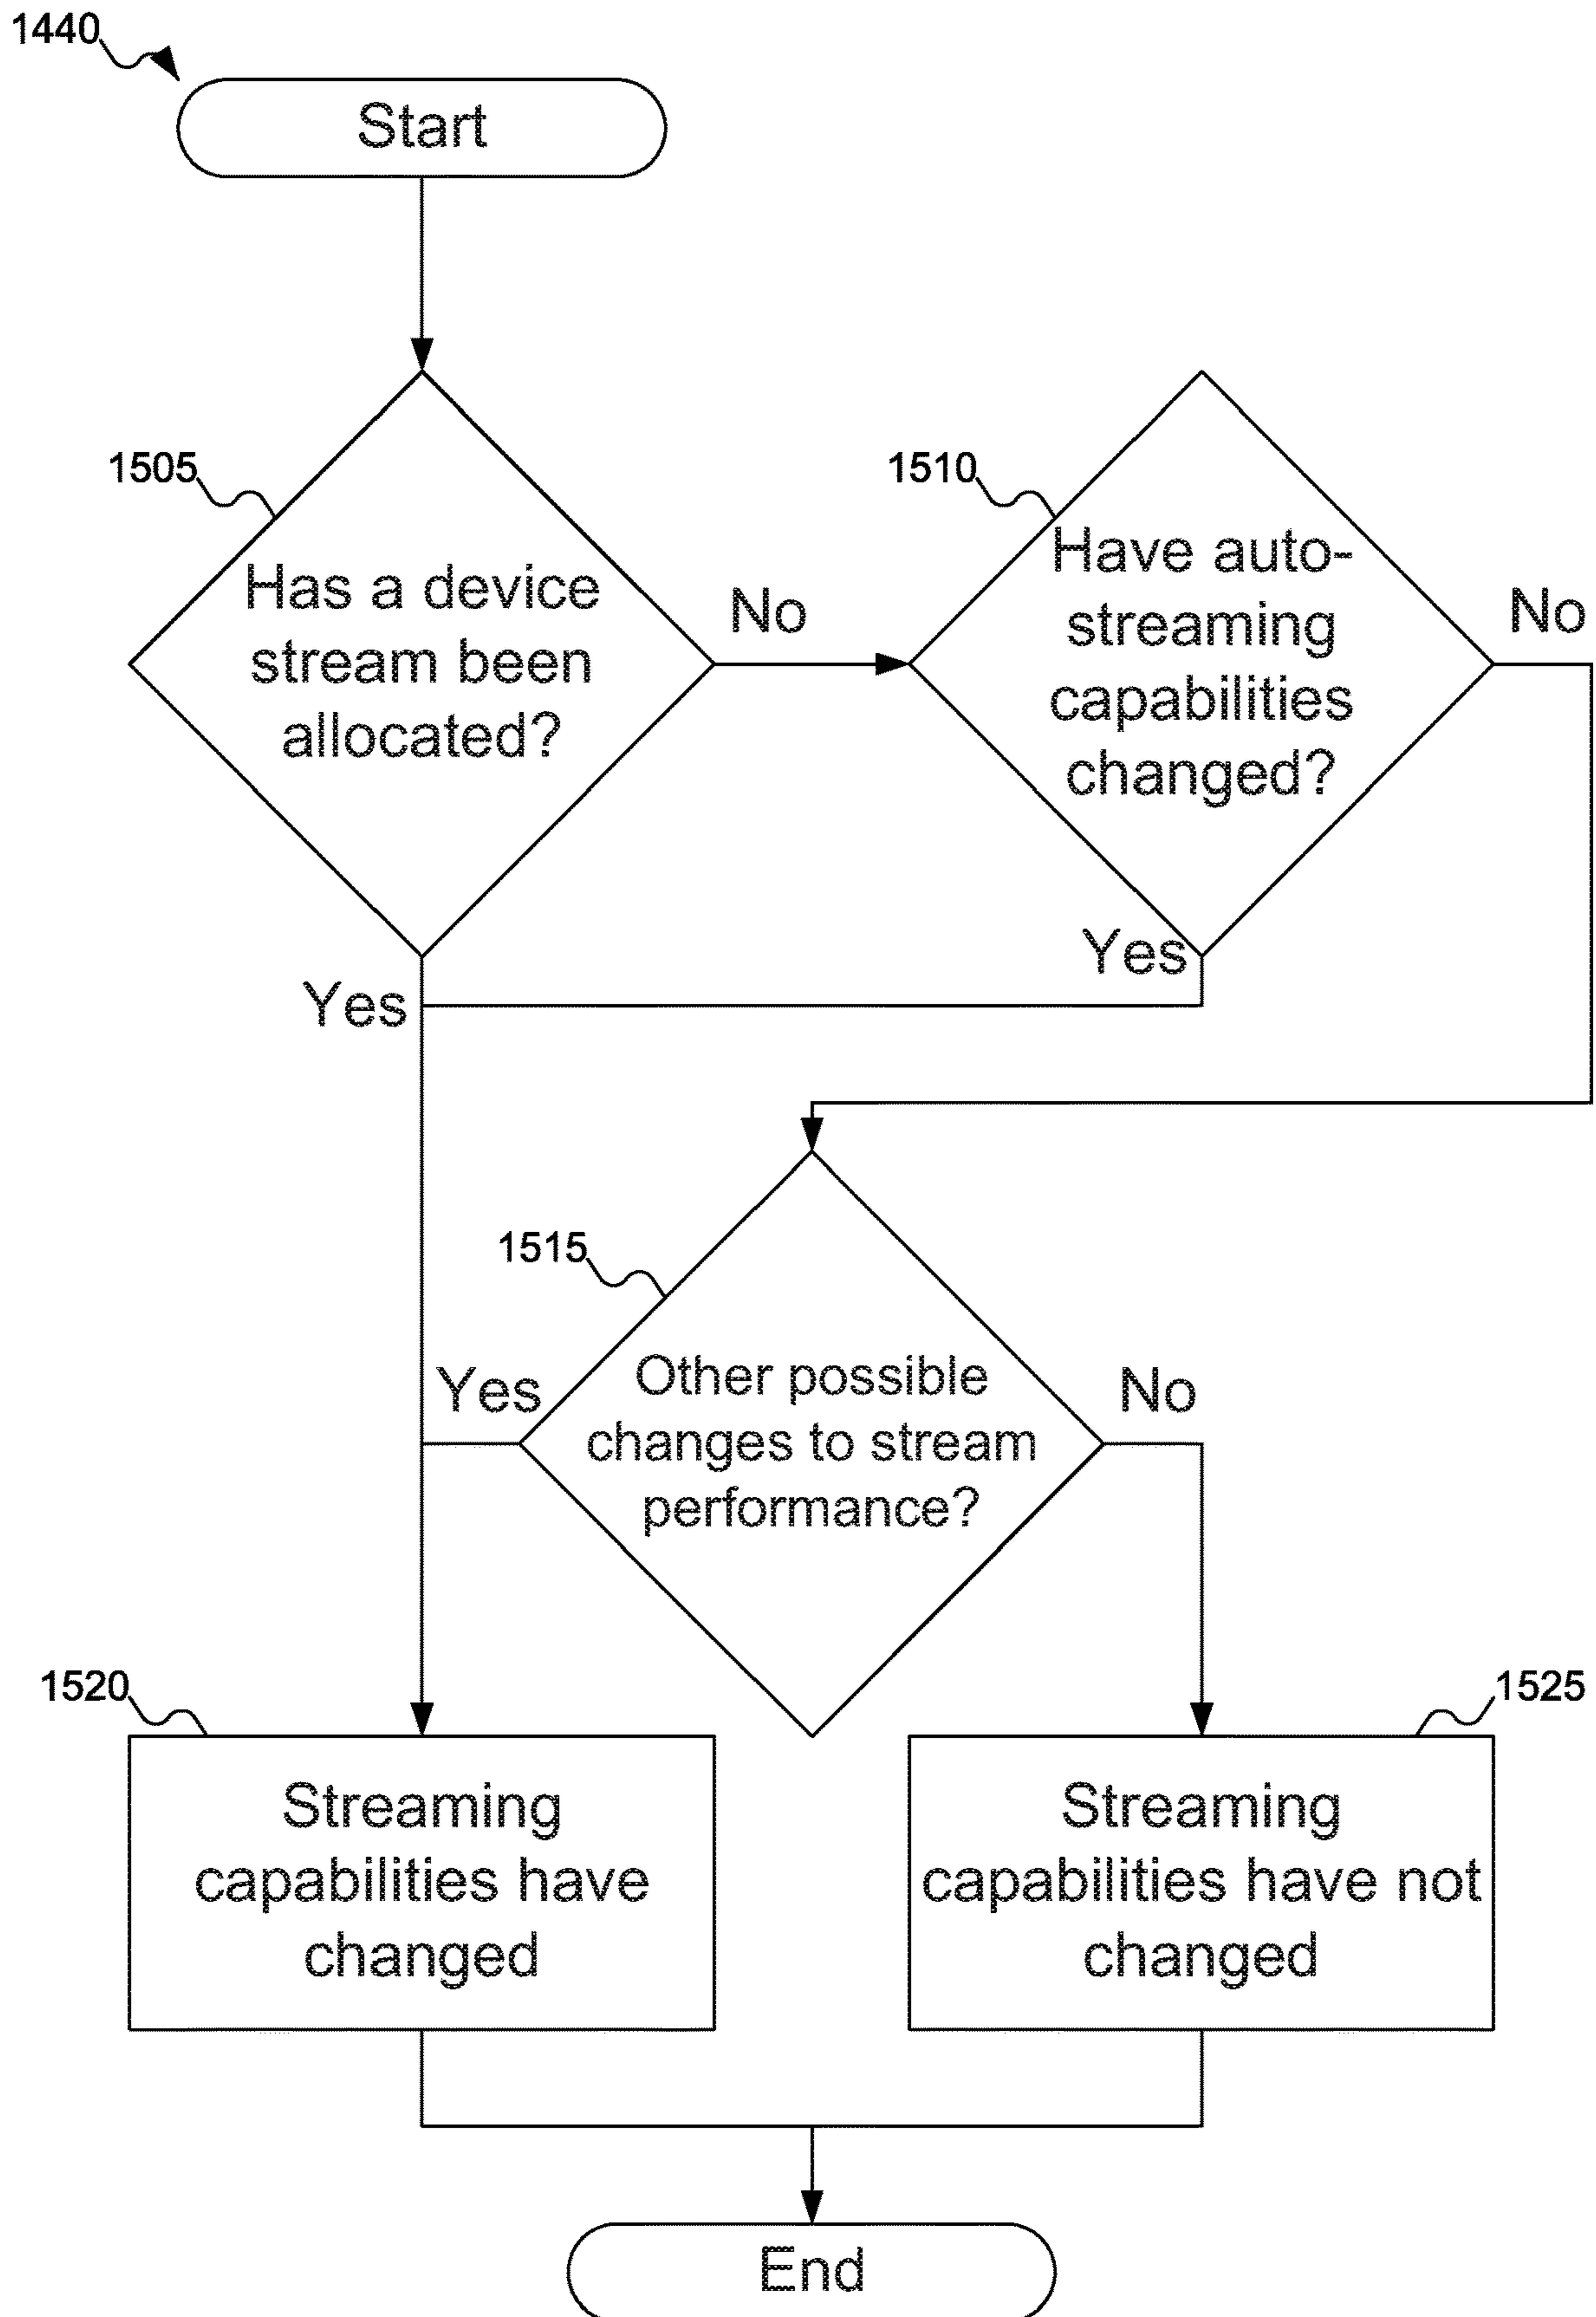 1440
Start
1505
Has a device
stream been
allocated?
No
1510
Have auto-
streaming
capabilities
changed?
No
Yes
Yes
1515
Other possible
changes to stream
performance?
Yes
No
1520
Streaming
capabilities have
changed
1525
Streaming
capabilities have not
changed
End